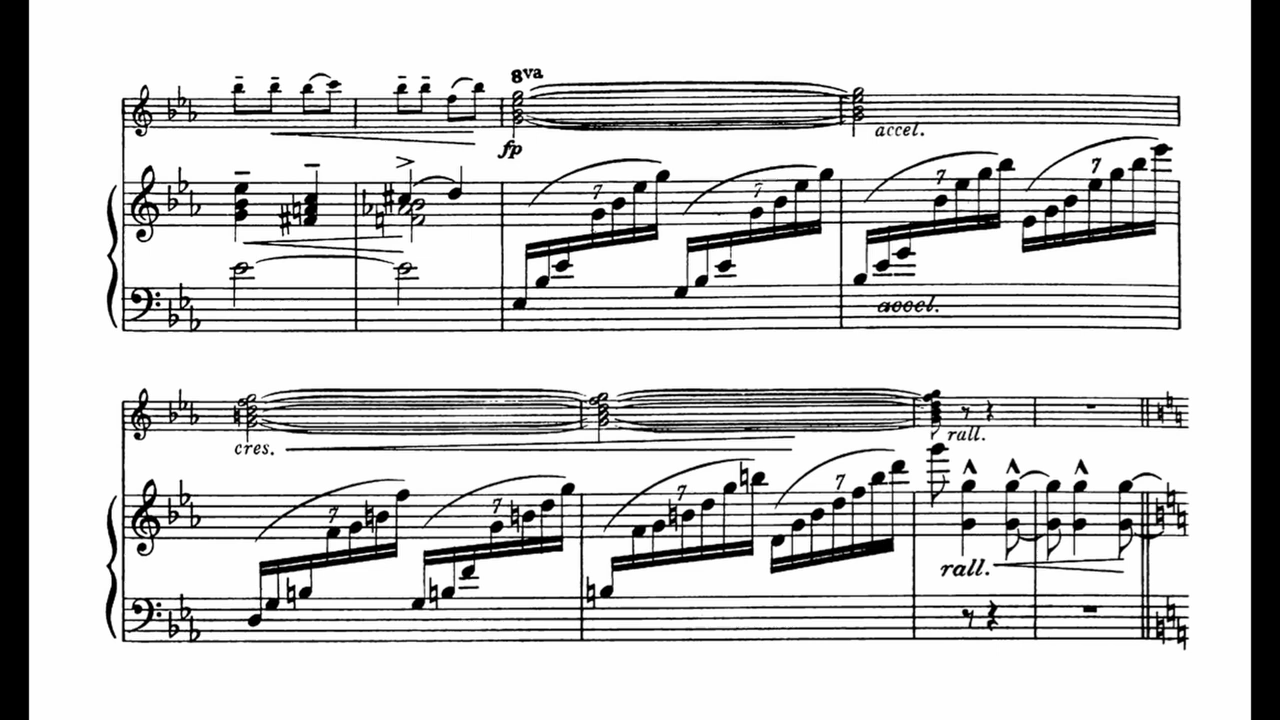 8va
fp
accel.
7 7 7 7
accel.
cres.
rall.
7 7 7 7
rall.